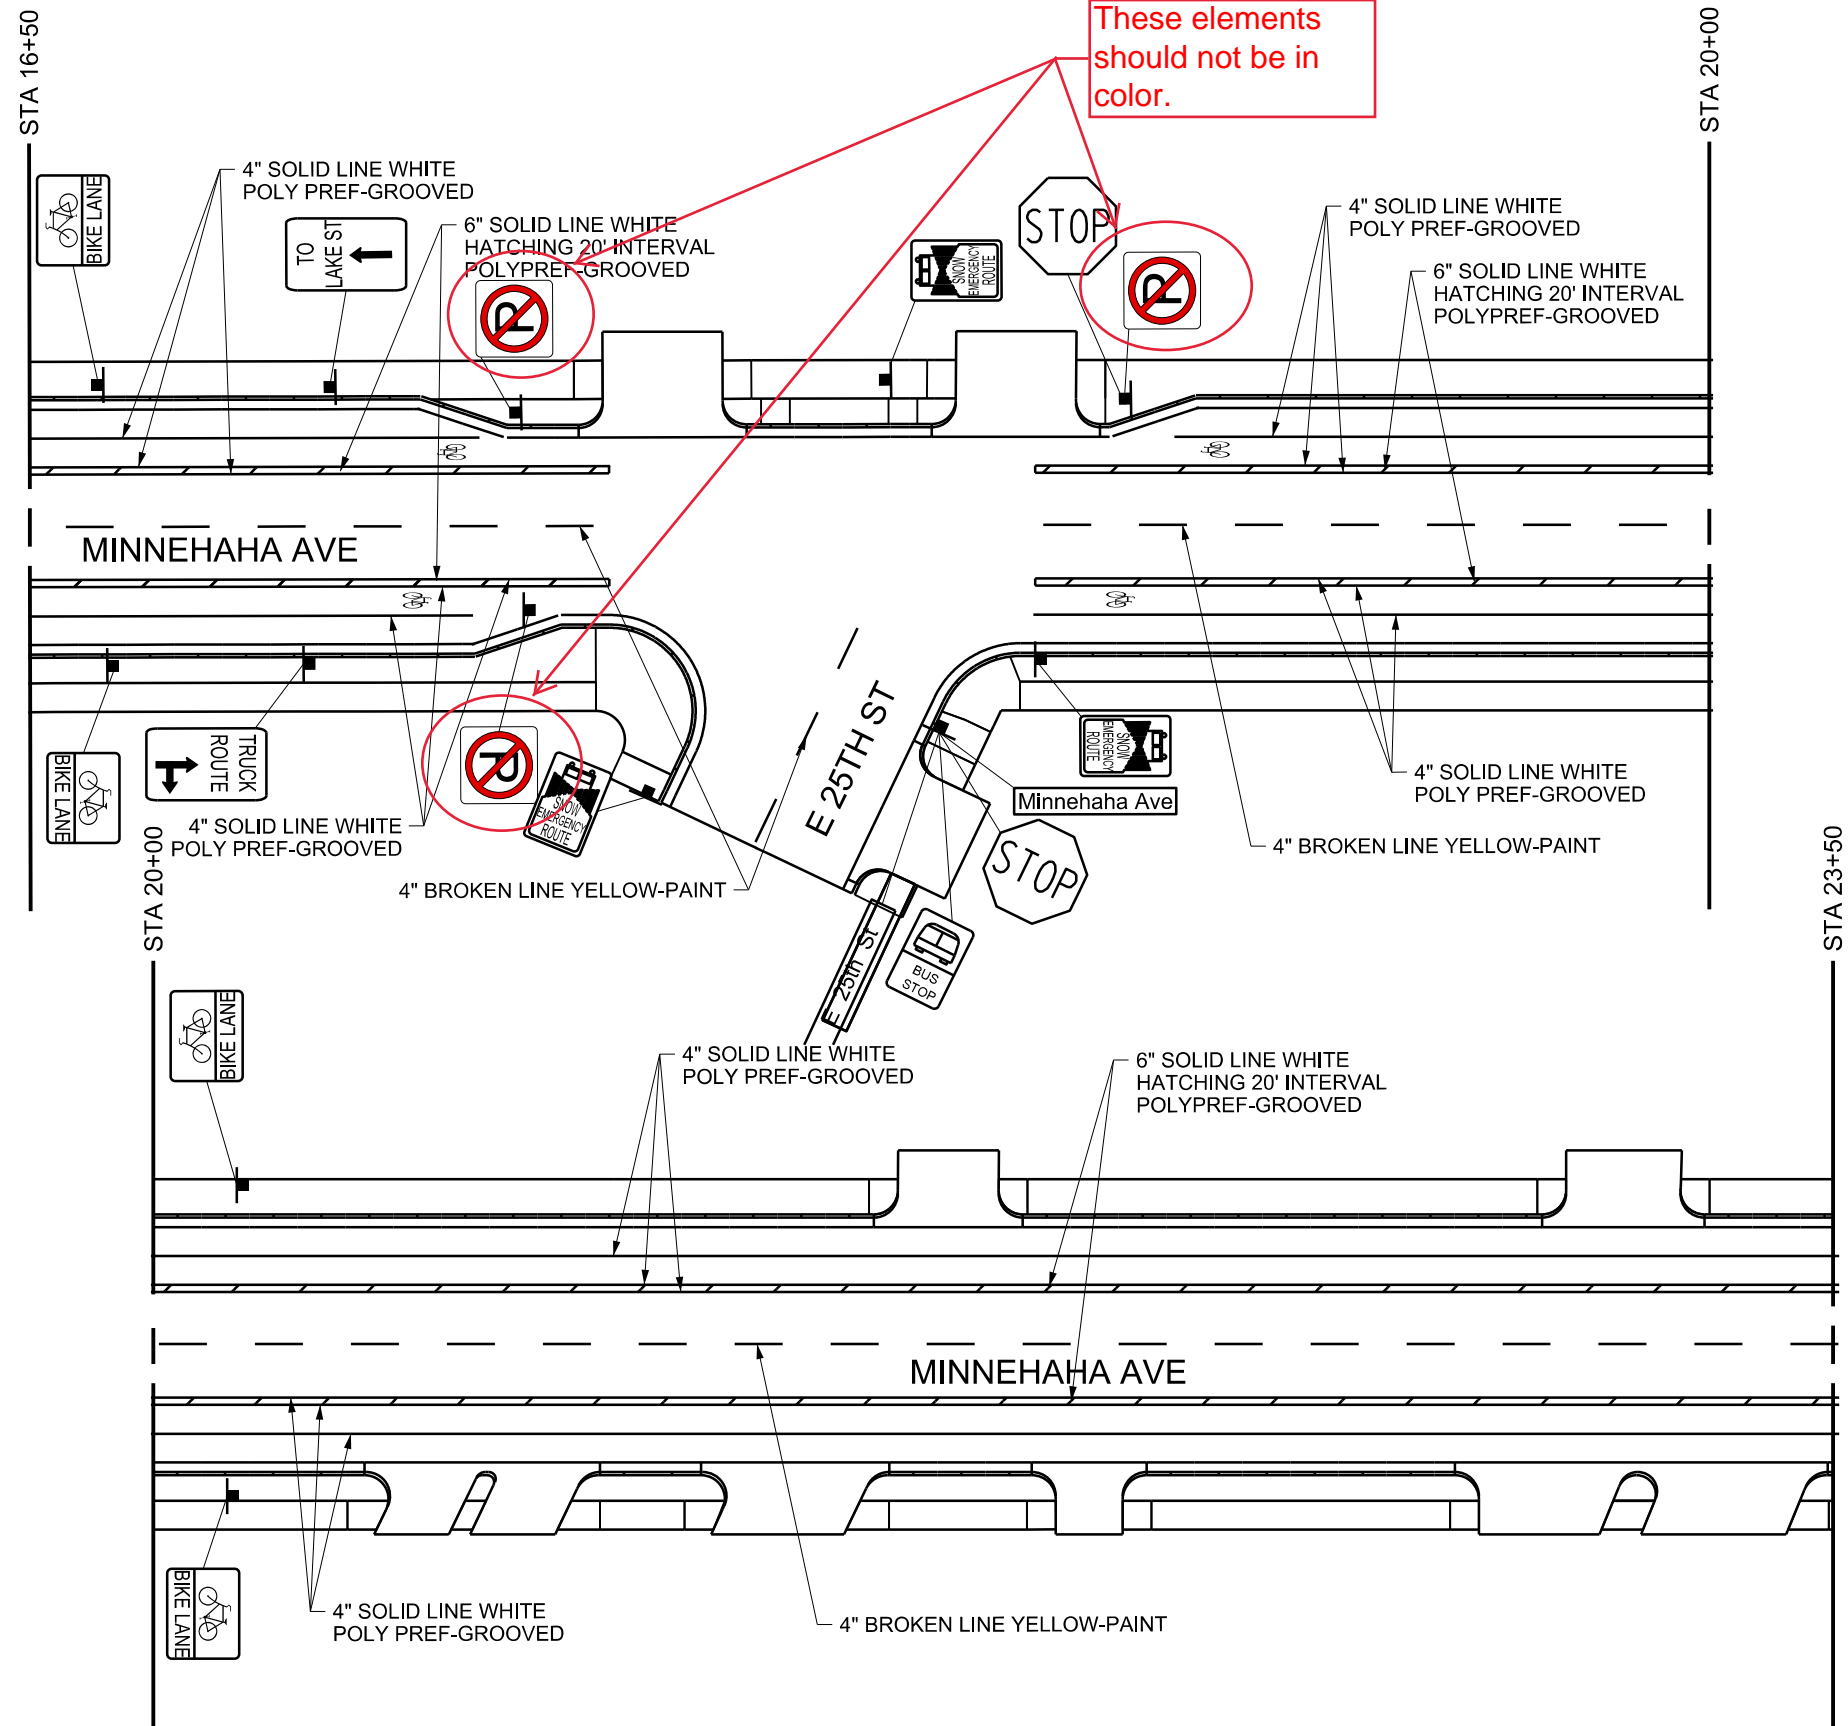 These elements
should not be in
color.
STA 16+50
STA 20+00
4" SOLID LINE WHITE
POLY PREF-GROOVED
BIKE LANE
TO
LAKE ST
6" SOLID LINE WHITE
HATCHING 20' INTERVAL
POLYPREF-GROOVED
P
SNOW
EMERGENCY
ROUTE
STOP
P
4" SOLID LINE WHITE
POLY PREF-GROOVED
6" SOLID LINE WHITE
HATCHING 20' INTERVAL
POLYPREF-GROOVED
MINNEHAHA AVE
E 25TH ST
BIKE LANE
TRUCK
ROUTE
P
SNOW
EMERGENCY
ROUTE
4" SOLID LINE WHITE
POLY PREF-GROOVED
4" BROKEN LINE YELLOW-PAINT
SNOW
EMERGENCY
ROUTE
Minnehaha Ave
STOP
E 25th St
BUS
STOP
4" SOLID LINE WHITE
POLY PREF-GROOVED
4" BROKEN LINE YELLOW-PAINT
STA 20+00
STA 23+50
BIKE LANE
4" SOLID LINE WHITE
POLY PREF-GROOVED
6" SOLID LINE WHITE
HATCHING 20' INTERVAL
POLYPREF-GROOVED
MINNEHAHA AVE
BIKE LANE
4" SOLID LINE WHITE
POLY PREF-GROOVED
4" BROKEN LINE YELLOW-PAINT